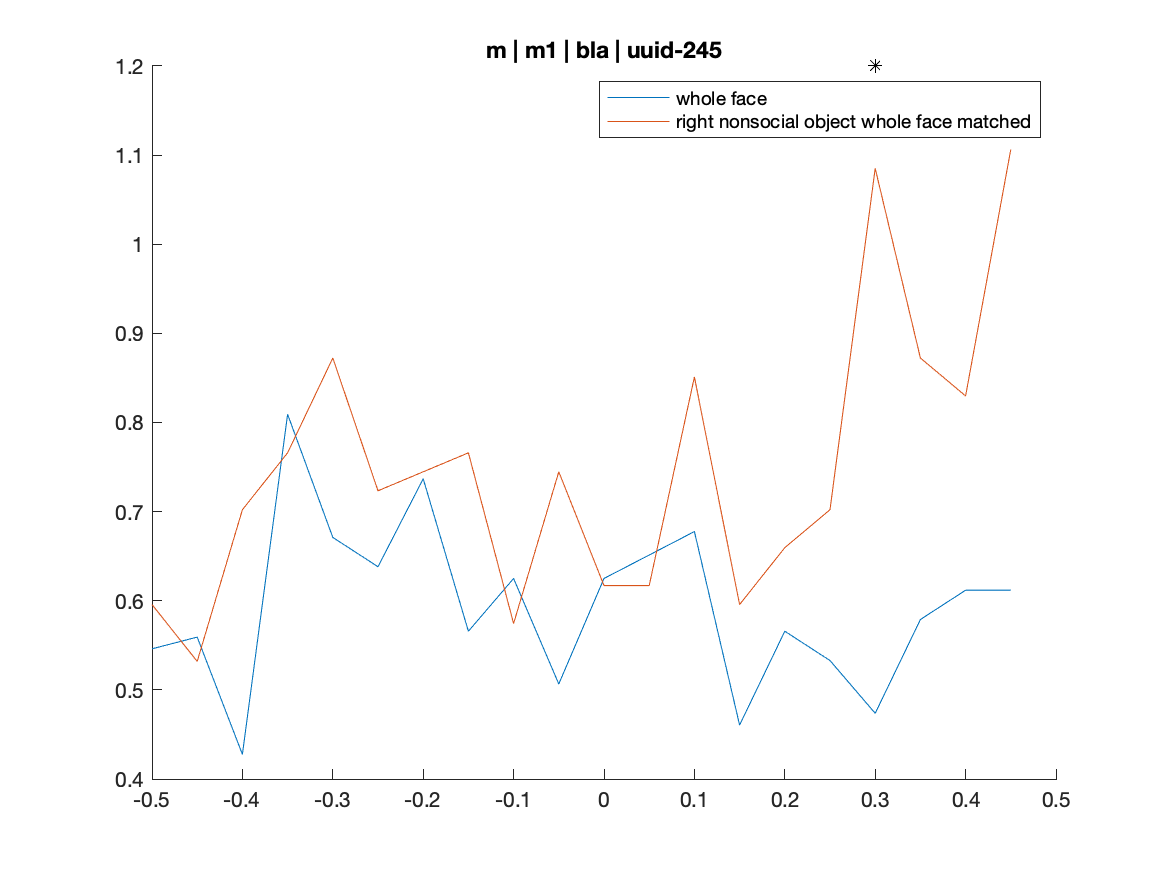 m | m1 | bla | uuid-245
whole face
right nonsocial object whole face matched
1.2
1.1
1
0.9
0.8
0.7
0.6
0.5
0.4
-0.5 -0.4 -0.3 -0.2 -0.1 0 0.1 0.2 0.3 0.4 0.5